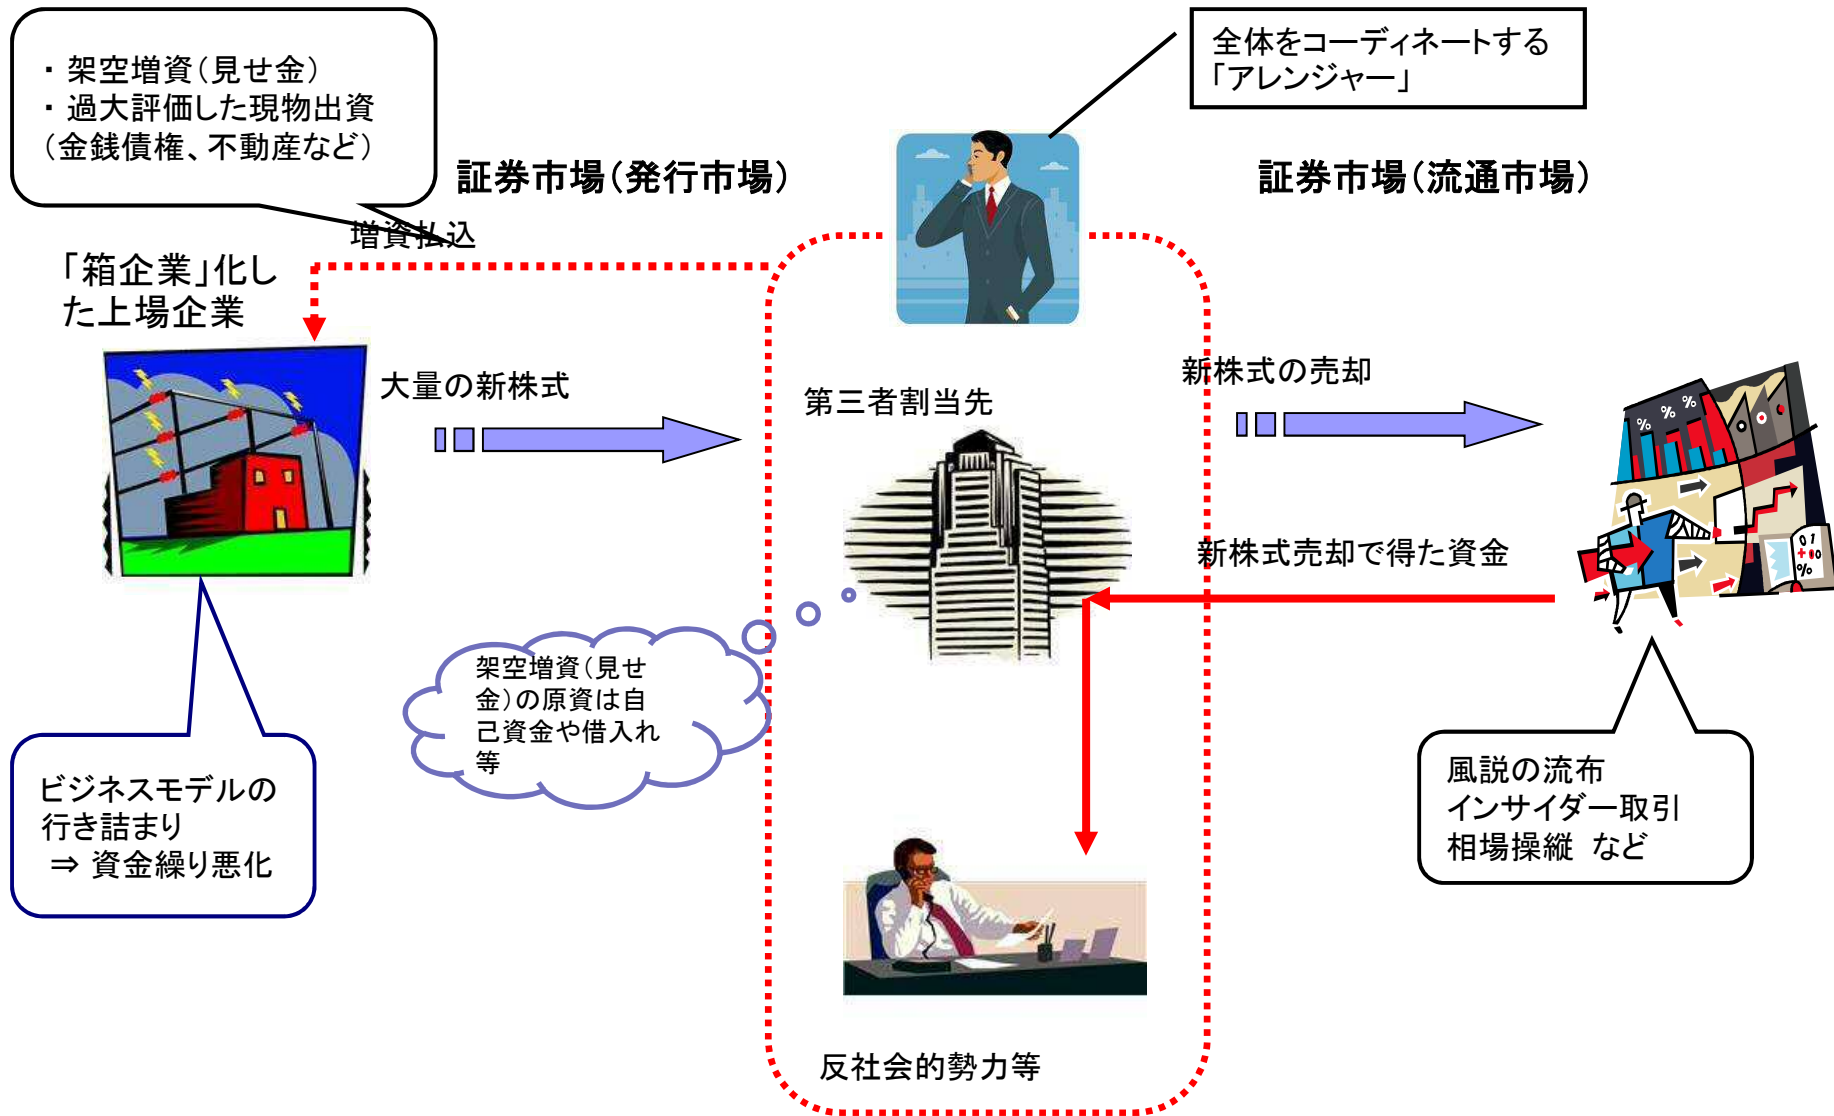 ・ 架空増資(見せ金)
・ 過大評価した現物出資
(金銭債権、不動産など)
全体をコーディネートする
「アレンジャー」
証券市場(発行市場)
証券市場(流通市場)
増資払込
「箱企業」化し
た上場企業
大量の新株式
第三者割当先
新株式の売却
新株式売却で得た資金
架空増資(見せ
金)の原資は自
己資金や借入れ
等
ビジネスモデルの
行き詰まり
⇒ 資金繰り悪化
風説の流布
インサイダー取引
相場操縦 など
反社会的勢力等